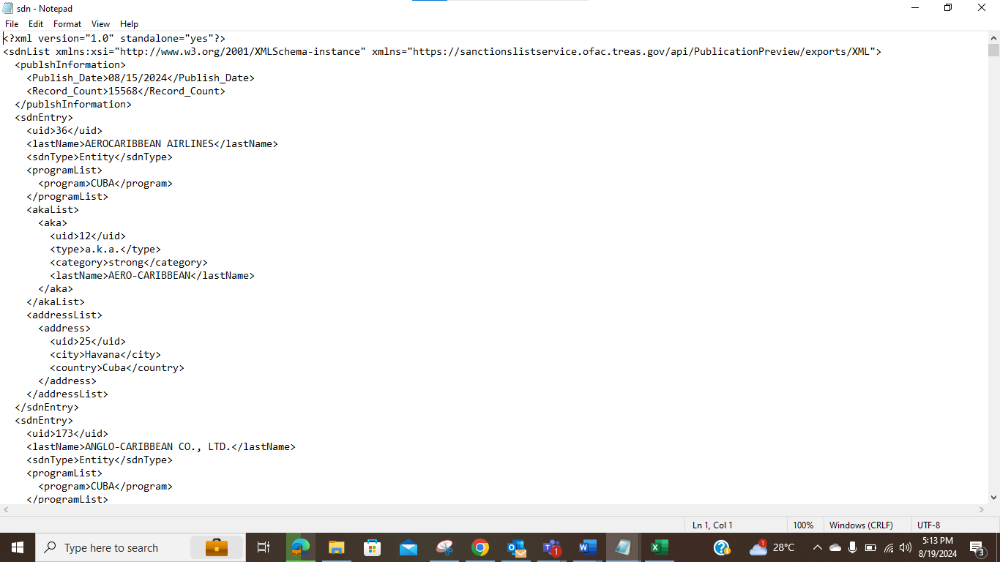 sdn - Notepad
File Edit Format View Help
<?xml version="1.0" standalone="yes"?>
<sdnList xmlns:xsi="http://www.w3.org/2001/XMLSchema-instance" xmlns="https://sanctionslistservice.ofac.treas.gov/api/PublicationPreview/exports/XML">
  <publshInformation>
    <Publish_Date>08/15/2024</Publish_Date>
    <Record_Count>15568</Record_Count>
  </publshInformation>
  <sdnEntry>
    <uid>36</uid>
    <lastName>AEROCARIBBEAN AIRLINES</lastName>
    <sdnType>Entity</sdnType>
    <programList>
      <program>CUBA</program>
    </programList>
    <akaList>
      <aka>
        <uid>12</uid>
        <type>a.k.a.</type>
        <category>strong</category>
        <lastName>AERO-CARIBBEAN</lastName>
      </aka>
    </akaList>
    <addressList>
      <address>
        <uid>25</uid>
        <city>Havana</city>
        <country>Cuba</country>
      </address>
    </addressList>
  </sdnEntry>
  <sdnEntry>
    <uid>173</uid>
    <lastName>ANGLO-CARIBBEAN CO., LTD.</lastName>
    <sdnType>Entity</sdnType>
    <programList>
      <program>CUBA</program>
    </programList>
Ln 1, Col 1 100% Windows (CRLF) UTF-8
Type here to search 1 1 28°C 5:13 PM
8/19/2024 3